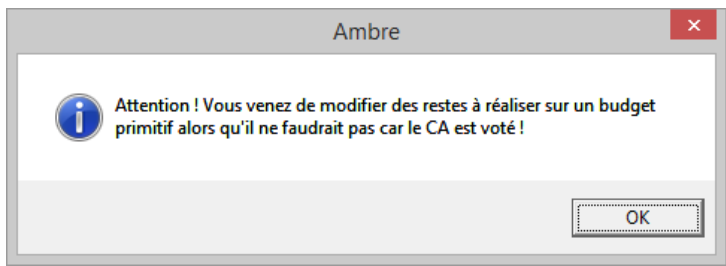 Ambre
Attention ! Vous venez de modifier des restes à réaliser sur un budget
primitif alors qu'il ne faudrait pas car le CA est voté !
OK